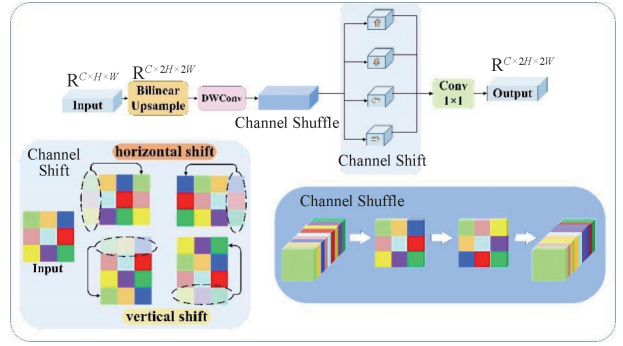 R^{C×H×W}
Input
R^{C×2H×2W}
Bilinear
Upsample
DWConv
Channel Shuffle
Channel Shift
Conv
1×1
R^{C×2H×2W}
Output
Channel
Shift
horizontal shift
Input
vertical shift
Channel Shuffle